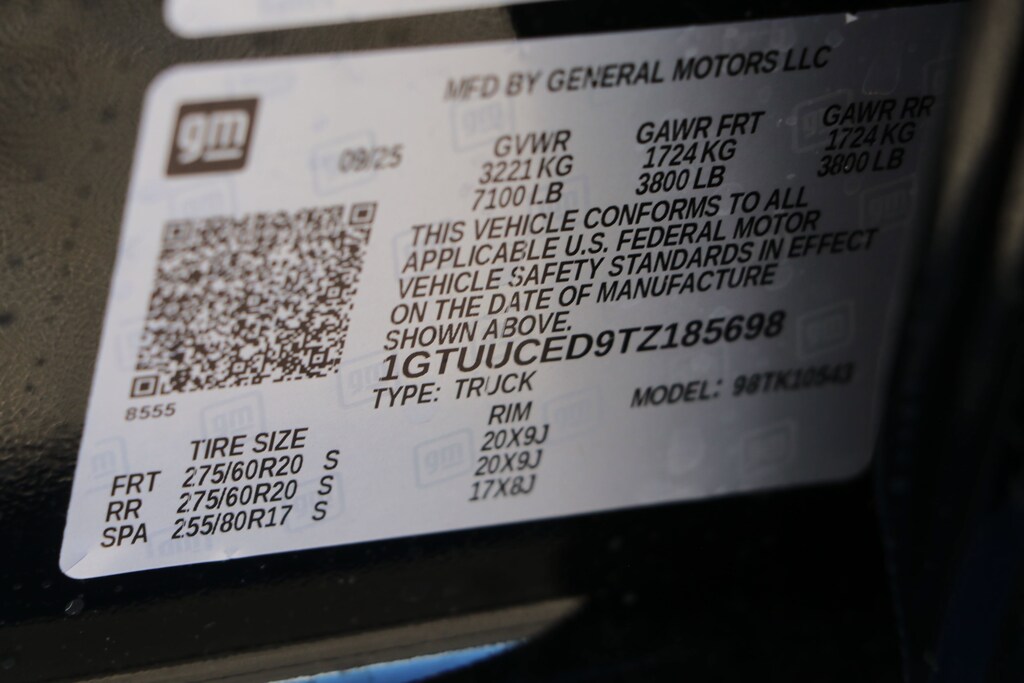 MFD BY GENERAL MOTORS LLC
gm
09/25
GVWR GAWR FRT GAWR RR
3221 KG 1724 KG 1724 KG
7100 LB 3800 LB 3800 LB
THIS VEHICLE CONFORMS TO ALL
APPLICABLE U.S. FEDERAL MOTOR
VEHICLE SAFETY STANDARDS IN EFFECT
ON THE DATE OF MANUFACTURE
SHOWN ABOVE.
1GTUUCED9TZ185698
8555
TYPE: TRUCK MODEL: 98TK10543
TIRE SIZE RIM
FRT 275/60R20 S 20X9J
RR 275/60R20 S 20X9J
SPA 255/80R17 S 17X8J